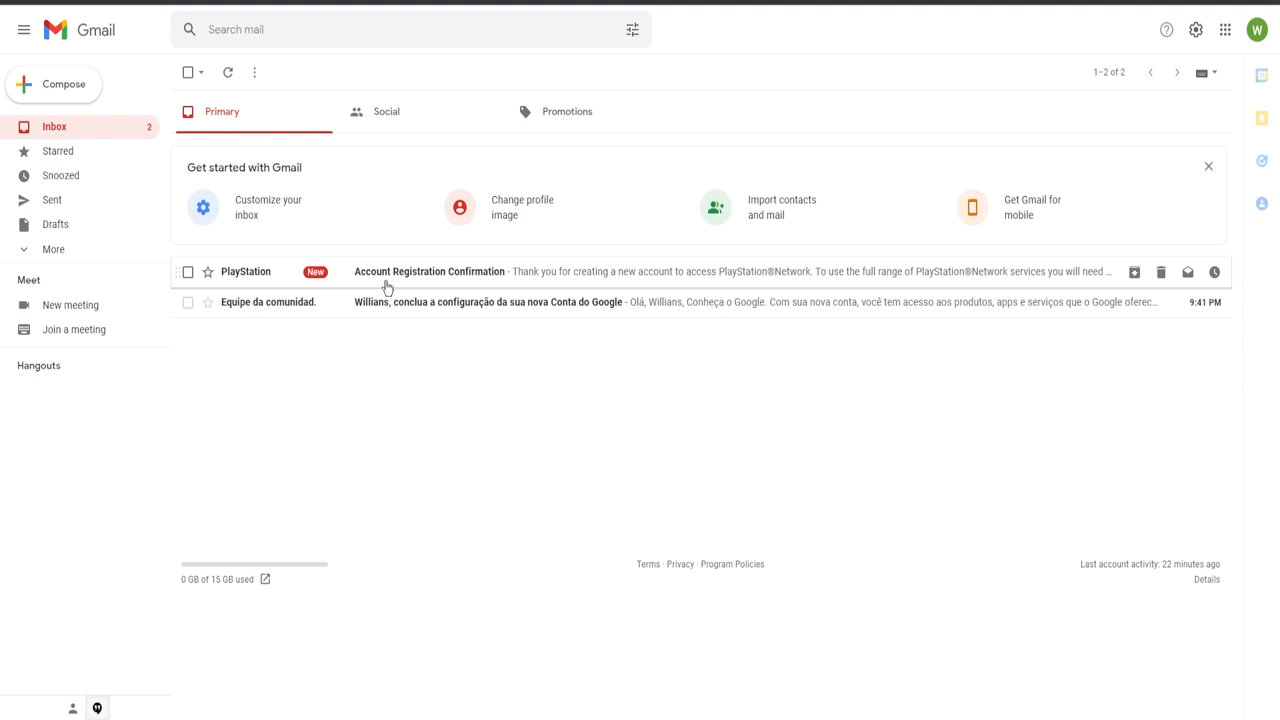 Gmail
Search mail
W
Compose
1–2 of 2
Primary
Social
Promotions
Inbox 2
Starred
Snoozed
Sent
Drafts
More
Meet
New meeting
Join a meeting
Hangouts
Get started with Gmail
Customize your
inbox
Change profile
image
Import contacts
and mail
Get Gmail for
mobile
PlayStation New Account Registration Confirmation - Thank you for creating a new account to access PlayStation®Network. To use the full range of PlayStation®Network services you will need ...
Equipe da comunidad. Willians, conclua a configuração da sua nova Conta do Google - Olá, Willians, Conheça o Google. Com sua nova conta, você tem acesso aos produtos, apps e serviços que o Google oferec... 9:41 PM
0 GB of 15 GB used
Terms · Privacy · Program Policies
Last account activity: 22 minutes ago
Details